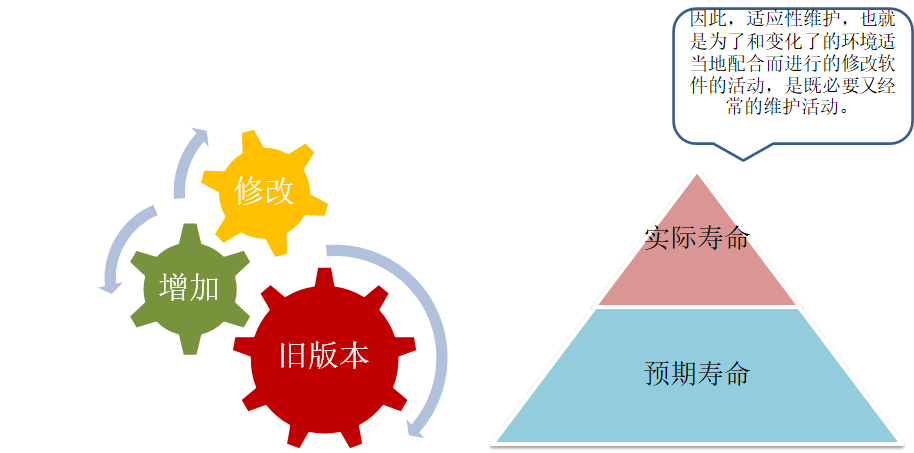 因此，适应性维护，也就
是为了和变化了的环境适
当地配合而进行的修改软
件的活动，是既必要又经
常的维护活动。
修改
增加
旧版本
实际寿命
预期寿命